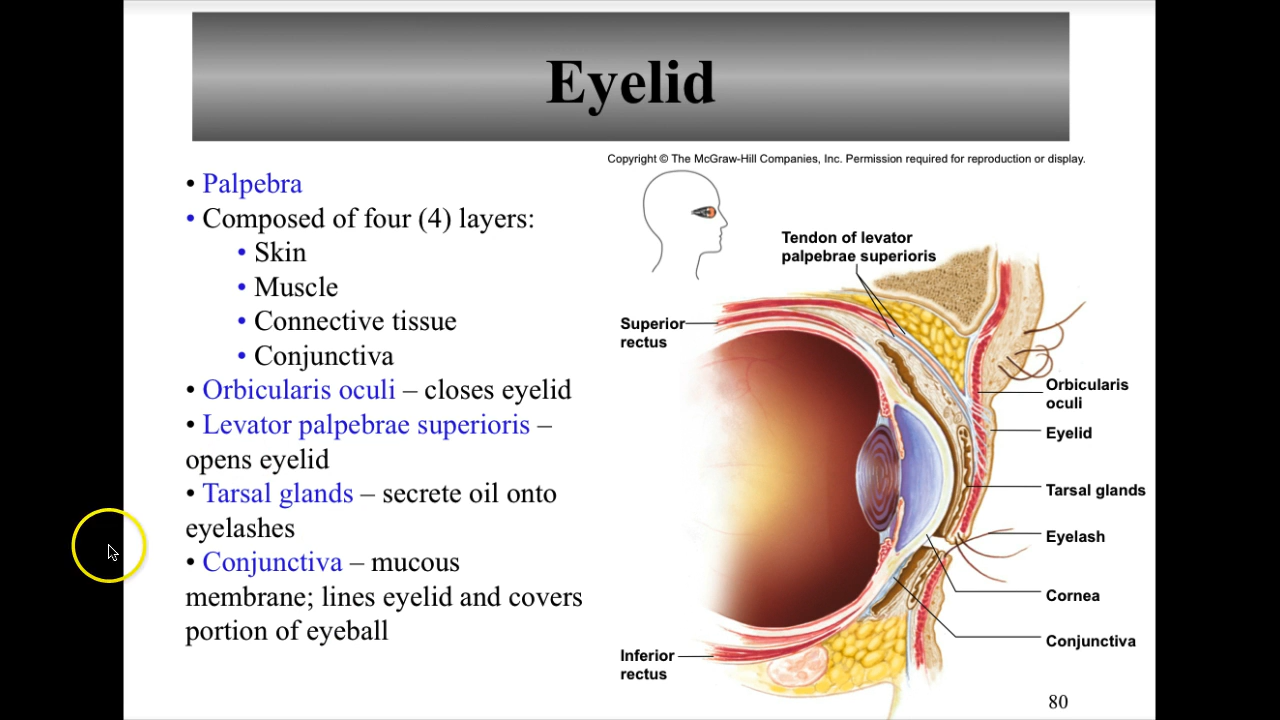 Eyelid
Copyright © The McGraw-Hill Companies, Inc. Permission required for reproduction or display.
• Palpebra
• Composed of four (4) layers:
• Skin
• Muscle
• Connective tissue
• Conjunctiva
• Orbicularis oculi – closes eyelid
• Levator palpebrae superioris –
opens eyelid
• Tarsal glands – secrete oil onto
eyelashes
• Conjunctiva – mucous
membrane; lines eyelid and covers
portion of eyeball
Tendon of levator
palpebrae superioris
Superior
rectus
Orbicularis
oculi
Eyelid
Tarsal glands
Eyelash
Cornea
Conjunctiva
Inferior
rectus
80